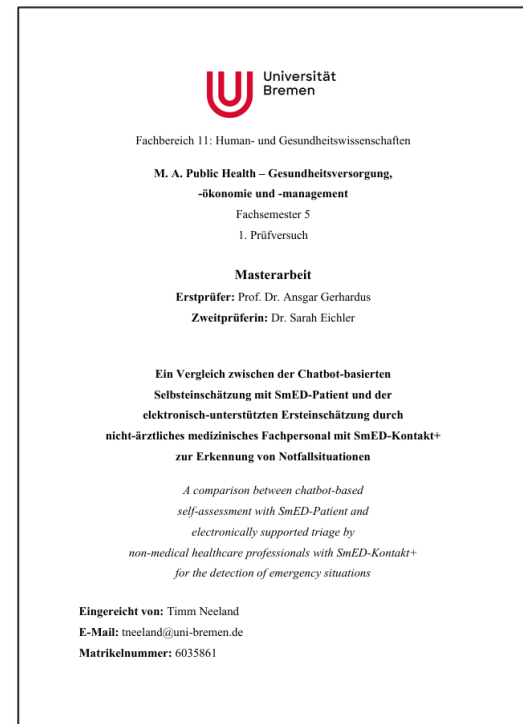 Universität
Bremen
Fachbereich 11: Human- und Gesundheitswissenschaften
M. A. Public Health – Gesundheitsversorgung,
-ökonomie und -management
Fachsemester 5
1. Prüfversuch
Masterarbeit
Erstprüfer: Prof. Dr. Ansgar Gerhardus
Zweitprüferin: Dr. Sarah Eichler
Ein Vergleich zwischen der Chatbot-basierten
Selbsteinschätzung mit SmED-Patient und der
elektronisch-unterstützten Ersteinschätzung durch
nicht-ärztliches medizinisches Fachpersonal mit SmED-Kontakt+
zur Erkennung von Notfallsituationen
A comparison between chatbot-based
self-assessment with SmED-Patient and
electronically supported triage by
non-medical healthcare professionals with SmED-Kontakt+
for the detection of emergency situations
Eingereicht von: Timm Neeland
E-Mail: tneeland@uni-bremen.de
Matrikelnummer: 6035861